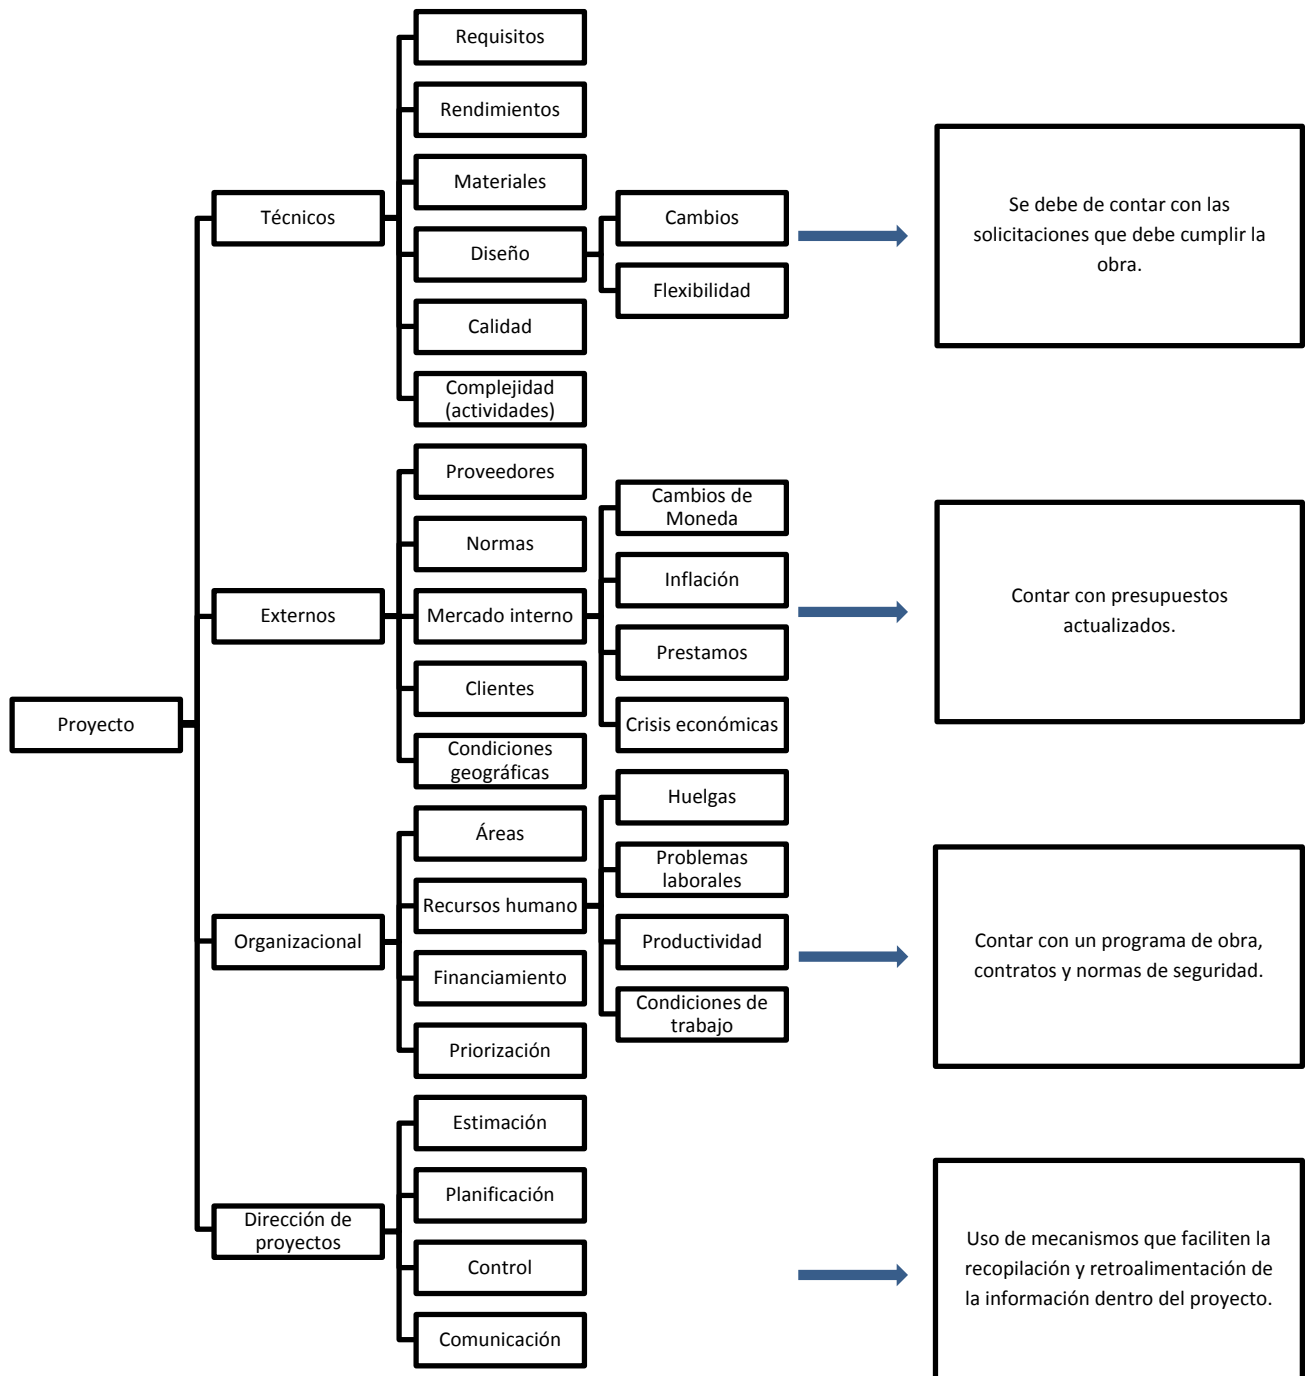 Requisitos
Rendimientos
Materiales
Técnicos
Cambios
Diseño
Flexibilidad
Calidad
Complejidad
(actividades)
Se debe de contar con las
solicitaciones que debe cumplir la
obra.
Proveedores
Cambios de
Moneda
Normas
Inflación
Externos
Mercado interno
Prestamos
Clientes
Crisis económicas
Condiciones
geográficas
Contar con presupuestos
actualizados.
Proyecto
Huelgas
Áreas
Problemas
laborales
Recursos humano
Organizacional
Productividad
Financiamiento
Condiciones de
trabajo
Priorización
Contar con un programa de obra,
contratos y normas de seguridad.
Estimación
Planificación
Dirección de
proyectos
Control
Comunicación
Uso de mecanismos que faciliten la
recopilación y retroalimentación de
la información dentro del proyecto.